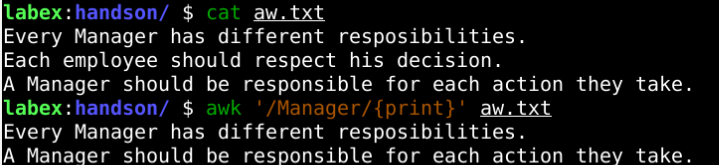 labex:handson/ $ cat aw.txt
Every Manager has different resposibilities.
Each employee should respect his decision.
A Manager should be responsible for each action they take.
labex:handson/ $ awk '/Manager/{print}' aw.txt
Every Manager has different resposibilities.
A Manager should be responsible for each action they take.